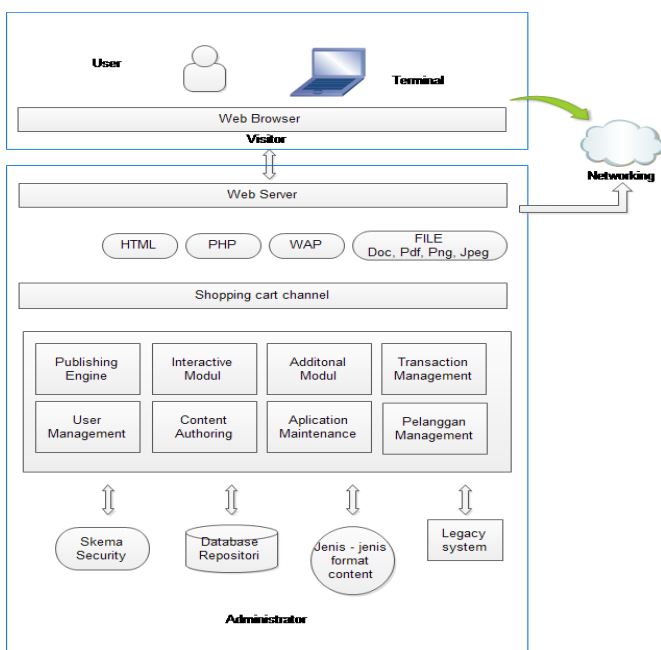 User
Terminal
Web Browser
Visitor
Networking
Web Server
HTML
PHP
WAP
FILE
Doc, Pdf, Png, Jpeg
Shopping cart channel
Publishing
Engine
Interactive
Modul
Additonal
Modul
Transaction
Management
User
Management
Content
Authoring
Aplication
Maintenance
Pelanggan
Management
Skema
Security
Database
Repositori
Jenis - jenis
format
content
Legacy
system
Administrator